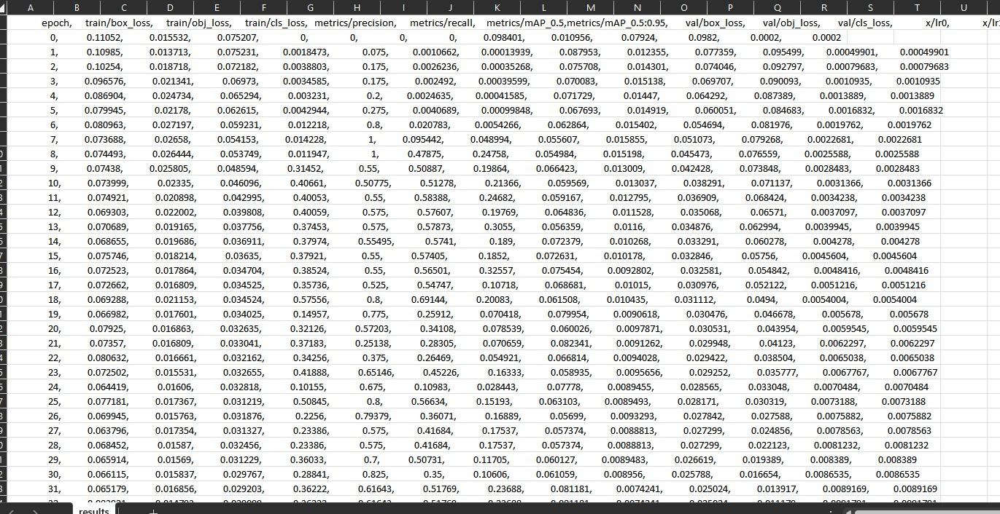 A B C D E F G H I J K L M N O P Q R S T U
epoch, train/box_loss, train/obj_loss, train/cls_loss, metrics/precision, metrics/recall, metrics/mAP_0.5,metrics/mAP_0.5:0.95, val/box_loss, val/obj_loss, val/cls_loss, x/lr0,
0, 0.11052, 0.015532, 0.075207, 0, 0, 0, 0, 0.098401, 0.010956, 0.07924, 0.0982, 0.0002, 0.0002
1, 0.10985, 0.013713, 0.075231, 0.0018473, 0.075, 0.0010662, 0.00013939, 0.087953, 0.012355, 0.077359, 0.095499, 0.00049901, 0.00049901
2, 0.10254, 0.018718, 0.072182, 0.0038803, 0.175, 0.0026236, 0.00035268, 0.075708, 0.014301, 0.074046, 0.092797, 0.00079683, 0.00079683
3, 0.096576, 0.021341, 0.06973, 0.0034585, 0.175, 0.002492, 0.00039599, 0.070083, 0.015138, 0.069707, 0.090093, 0.0010935, 0.0010935
4, 0.086904, 0.024734, 0.065294, 0.003231, 0.2, 0.0024635, 0.00041585, 0.071729, 0.01447, 0.064292, 0.087389, 0.0013889, 0.0013889
5, 0.079945, 0.02178, 0.062615, 0.0042944, 0.275, 0.0040689, 0.00099848, 0.067693, 0.014919, 0.060051, 0.084683, 0.0016832, 0.0016832
6, 0.080963, 0.027197, 0.059231, 0.012218, 0.8, 0.020783, 0.0054266, 0.062864, 0.015402, 0.054694, 0.081976, 0.0019762, 0.0019762
7, 0.073688, 0.02658, 0.054153, 0.014228, 1, 0.095442, 0.048994, 0.055607, 0.015855, 0.051073, 0.079268, 0.0022681, 0.0022681
8, 0.074493, 0.026444, 0.053749, 0.011947, 1, 0.47875, 0.24758, 0.054984, 0.015198, 0.045473, 0.076559, 0.0025588, 0.0025588
9, 0.07438, 0.025805, 0.048594, 0.31452, 0.55, 0.50887, 0.19864, 0.066423, 0.013009, 0.042428, 0.073848, 0.0028483, 0.0028483
10, 0.073999, 0.02335, 0.046096, 0.40661, 0.50775, 0.51278, 0.21366, 0.059569, 0.013037, 0.038291, 0.071137, 0.0031366, 0.0031366
11, 0.074921, 0.020898, 0.042995, 0.40053, 0.55, 0.58388, 0.24682, 0.059167, 0.012795, 0.036909, 0.068424, 0.0034238, 0.0034238
12, 0.069303, 0.022002, 0.039808, 0.40059, 0.575, 0.57607, 0.19769, 0.064836, 0.011528, 0.035068, 0.06571, 0.0037097, 0.0037097
13, 0.070689, 0.019165, 0.037756, 0.37453, 0.575, 0.57873, 0.3055, 0.056359, 0.0116, 0.034876, 0.062994, 0.0039945, 0.0039945
14, 0.068655, 0.019686, 0.036911, 0.37974, 0.55495, 0.5741, 0.189, 0.072379, 0.010268, 0.033291, 0.060278, 0.004278, 0.004278
15, 0.075746, 0.018214, 0.03635, 0.37921, 0.55, 0.57405, 0.1852, 0.072631, 0.010178, 0.032846, 0.05756, 0.0045604, 0.0045604
16, 0.072523, 0.017864, 0.034704, 0.38524, 0.55, 0.56501, 0.32557, 0.075454, 0.0092802, 0.032581, 0.054842, 0.0048416, 0.0048416
17, 0.072662, 0.016809, 0.034525, 0.35736, 0.525, 0.54747, 0.10718, 0.068681, 0.01015, 0.030976, 0.052122, 0.0051216, 0.0051216
18, 0.069288, 0.021153, 0.034524, 0.57556, 0.8, 0.69144, 0.20083, 0.061508, 0.010435, 0.031112, 0.0494, 0.0054004, 0.0054004
19, 0.066982, 0.017601, 0.034025, 0.14957, 0.775, 0.25912, 0.070418, 0.079954, 0.0090618, 0.030476, 0.046678, 0.005678, 0.005678
20, 0.07925, 0.016863, 0.032635, 0.32126, 0.57203, 0.34108, 0.078539, 0.060026, 0.0097871, 0.030531, 0.043954, 0.0059545, 0.0059545
21, 0.07357, 0.016809, 0.033041, 0.37183, 0.25138, 0.28305, 0.070659, 0.082341, 0.0091262, 0.029948, 0.04123, 0.0062297, 0.0062297
22, 0.080632, 0.016661, 0.032162, 0.34256, 0.375, 0.26469, 0.054921, 0.066814, 0.0094028, 0.029422, 0.038504, 0.0065038, 0.0065038
23, 0.072502, 0.015531, 0.032655, 0.41888, 0.65146, 0.45226, 0.16333, 0.058935, 0.0095656, 0.029252, 0.035777, 0.0067767, 0.0067767
24, 0.064419, 0.01606, 0.032818, 0.10155, 0.675, 0.10983, 0.028443, 0.07778, 0.0089455, 0.028565, 0.033048, 0.0070484, 0.0070484
25, 0.077181, 0.017367, 0.031219, 0.50845, 0.8, 0.56634, 0.15193, 0.063103, 0.0089493, 0.028171, 0.030319, 0.0073188, 0.0073188
26, 0.069945, 0.015763, 0.031876, 0.2256, 0.79379, 0.36071, 0.16889, 0.05699, 0.0093293, 0.027842, 0.027588, 0.0075882, 0.0075882
27, 0.063796, 0.017354, 0.031327, 0.23386, 0.575, 0.41684, 0.17537, 0.057374, 0.0088813, 0.027299, 0.024856, 0.0078563, 0.0078563
28, 0.068452, 0.01587, 0.032456, 0.23386, 0.575, 0.41684, 0.17537, 0.057374, 0.0088813, 0.027299, 0.022123, 0.0081232, 0.0081232
29, 0.065914, 0.01569, 0.031229, 0.36033, 0.7, 0.50731, 0.11705, 0.060127, 0.0089483, 0.026619, 0.019389, 0.008389, 0.008389
30, 0.066115, 0.015837, 0.029767, 0.28841, 0.825, 0.35, 0.10606, 0.061059, 0.008956, 0.025788, 0.016654, 0.0086535, 0.0086535
31, 0.065179, 0.016856, 0.029203, 0.36222, 0.61643, 0.51769, 0.23688, 0.081181, 0.0074241, 0.025024, 0.013917, 0.0089169, 0.0089169
results